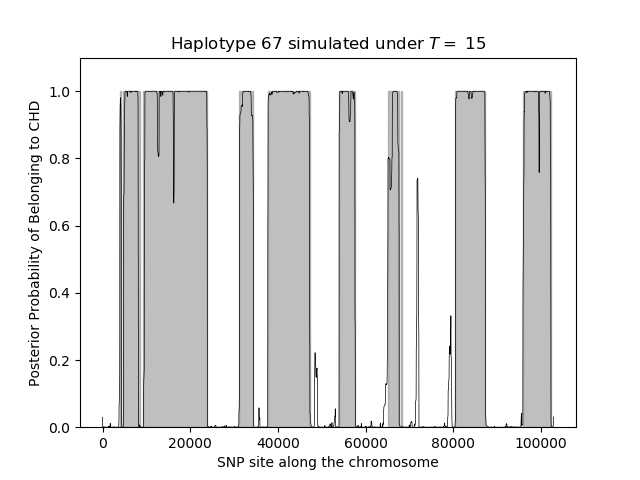 Haplotype 67 simulated under T = 15
Posterior Probability of Belonging to CHD
1.0
0.8
0.6
0.4
0.2
0.0
0 20000 40000 60000 80000 100000
SNP site along the chromosome